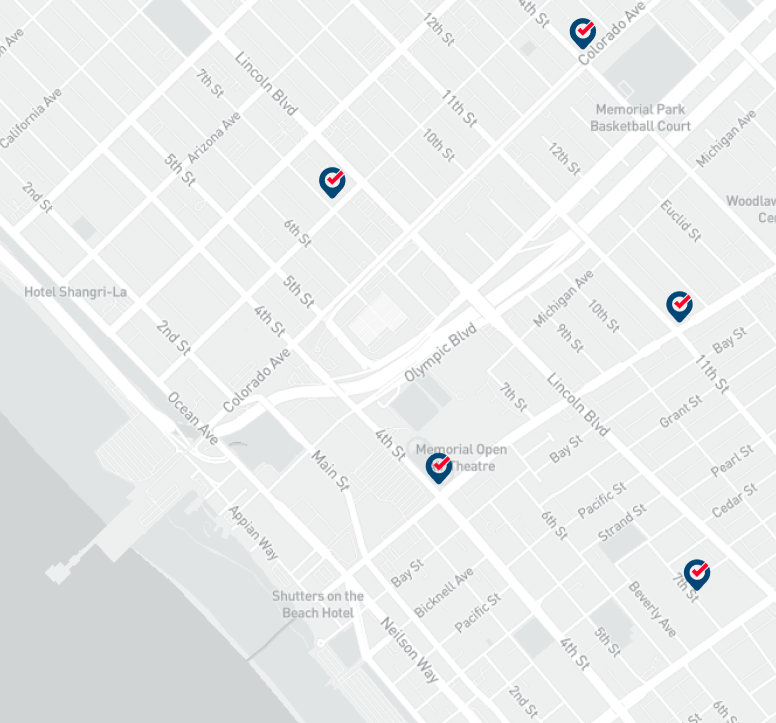 12th St
4th St
Colorado Ave
n Ave
7th St
Lincoln Blvd
California Ave
Arizona Ave
11th St
10th St
12th St
Memorial Park
Basketball Court
Michigan Ave
5th St
2nd St
6th St
Euclid St
Woodlaw
Cen
Hotel Shangri-La
5th St
4th St
2nd St
Colorado Ave
Olympic Blvd
Michigan Ave
10th St
9th St
Bay St
11th St
Ocean Ave
7th St
Lincoln Blvd
Grant St
4th St
Memorial Open
Theatre
Bay St
Pearl St
Main St
Pacific St
Cedar St
Strand St
6th St
Appian Way
Bay St
Bicknell Ave
Pacific St
7th St
Beverly Ave
Shutters on the
Beach Hotel
Neilson Way
5th St
4th St
2nd St
6th St